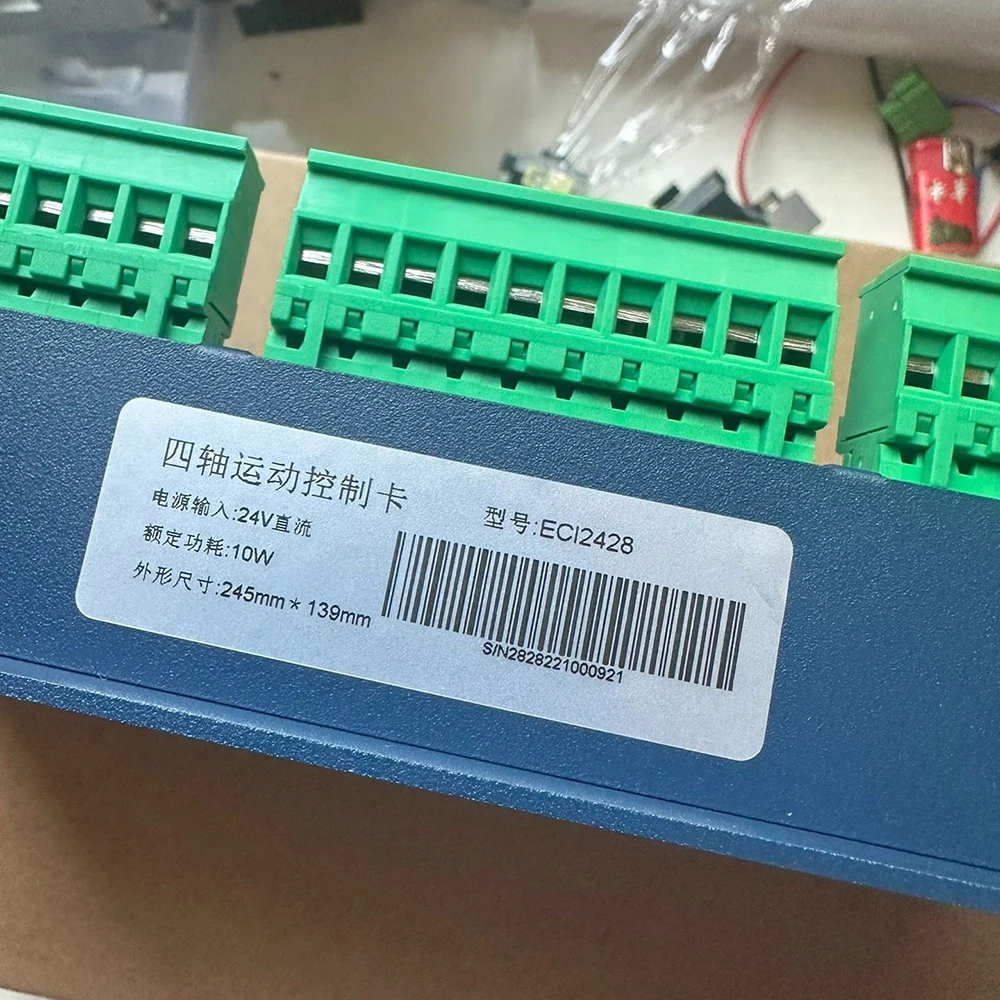 四轴运动控制卡
电源输入:24V直流
额定功耗:10W
外形尺寸:245mm * 139mm
型号:ECI2428
S/N2828221000921